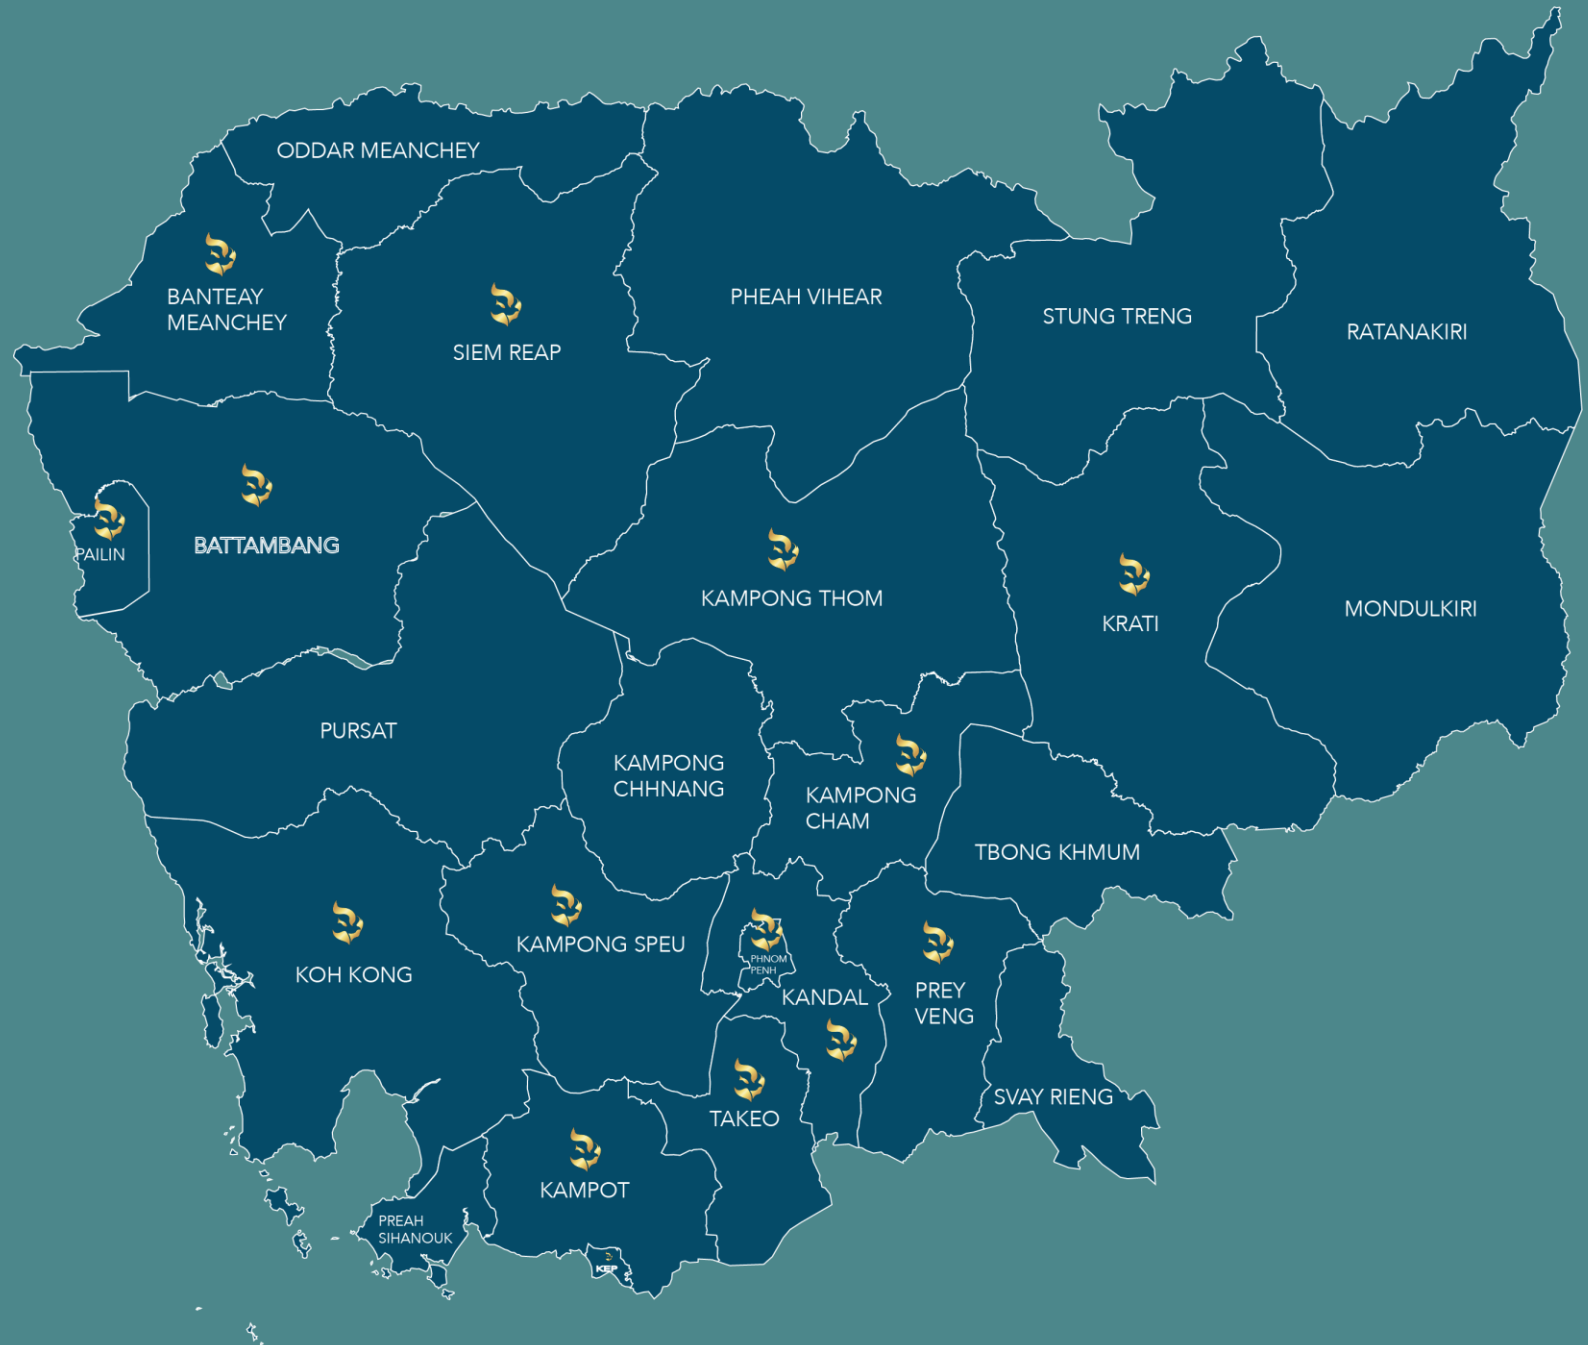 ODDAR MEANCHEY
BANTEAY
MEANCHEY
SIEM REAP
PHEAH VIHEAR
STUNG TRENG
RATANAKIRI
PAILIN
BATTAMBANG
KAMPONG THOM
KRATI
MONDULKIRI
PURSAT
KAMPONG
CHHNANG
KAMPONG
CHAM
TBONG KHMUM
KOH KONG
KAMPONG SPEU
PHNOM
PENH
KANDAL
PREY
VENG
TAKEO
SVAY RIENG
KAMPOT
PREAH
SIHANOUK
KEP